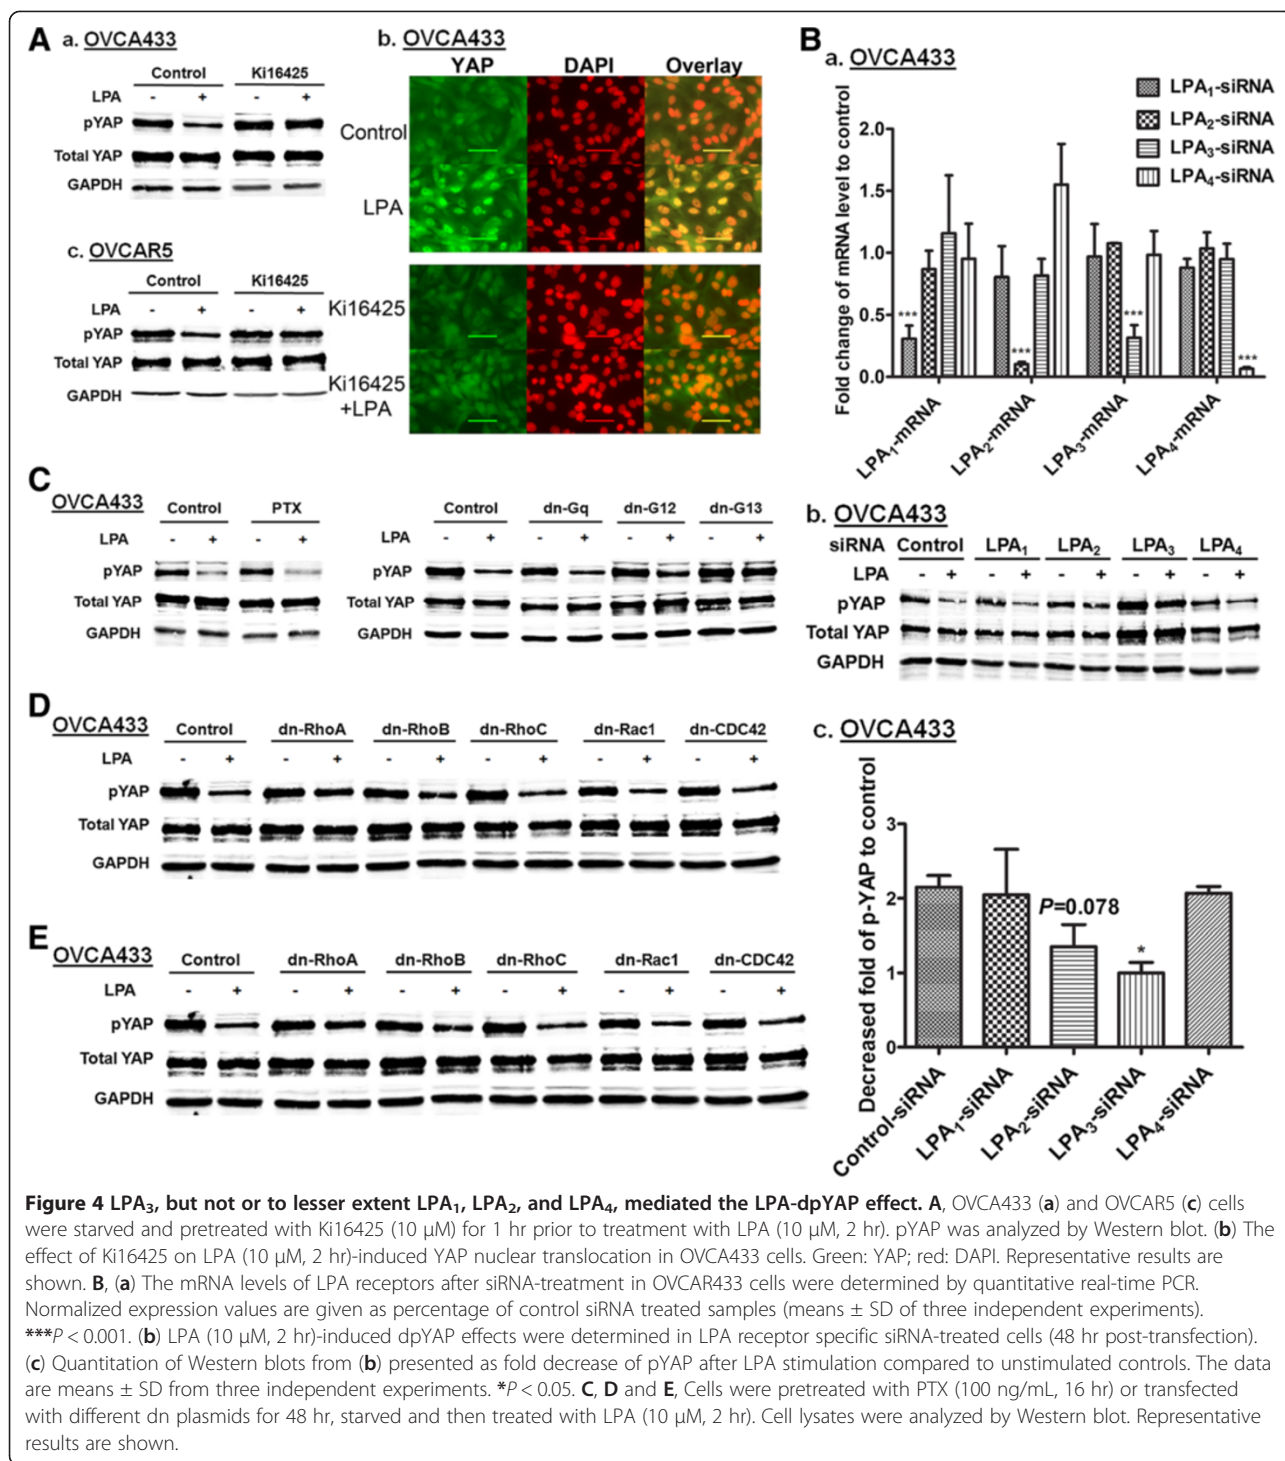 A
a. OVCA433
Control Ki16425
LPA - + - +
pYAP
Total YAP
GAPDH
b. OVCA433
YAP DAPI Overlay
Control
LPA
Ki16425
Ki16425
+LPA
c. OVCAR5
Control Ki16425
LPA - + - +
pYAP
Total YAP
GAPDH
B
a. OVCA433
LPA1-siRNA
LPA2-siRNA
LPA3-siRNA
LPA4-siRNA
Fold change of mRNA level to control
2.0
1.5
1.0
0.5
0.0
*** *** *** ***
LPA1-mRNA LPA2-mRNA LPA3-mRNA LPA4-mRNA
b. OVCA433
siRNA Control LPA1 LPA2 LPA3 LPA4
LPA - + - + - + - + - +
pYAP
Total YAP
GAPDH
c. OVCA433
Decreased fold of p-YAP to control
3
2
1
0
P=0.078
*
Control-siRNA LPA1-siRNA LPA2-siRNA LPA3-siRNA LPA4-siRNA
C
OVCA433
Control PTX
LPA - + - +
pYAP
Total YAP
GAPDH
Control dn-Gq dn-G12 dn-G13
LPA - + - + - + - +
pYAP
Total YAP
GAPDH
D
OVCA433
Control dn-RhoA dn-RhoB dn-RhoC dn-Rac1 dn-CDC42
LPA - + - + - + - + - + - +
pYAP
Total YAP
GAPDH
E
OVCA433
Control dn-RhoA dn-RhoB dn-RhoC dn-Rac1 dn-CDC42
LPA - + - + - + - + - + - +
pYAP
Total YAP
GAPDH
Figure 4 LPA3, but not or to lesser extent LPA1, LPA2, and LPA4, mediated the LPA-dpYAP effect. A, OVCA433 (a) and OVCAR5 (c) cells
were starved and pretreated with Ki16425 (10 μM) for 1 hr prior to treatment with LPA (10 μM, 2 hr). pYAP was analyzed by Western blot. (b) The
effect of Ki16425 on LPA (10 μM, 2 hr)-induced YAP nuclear translocation in OVCA433 cells. Green: YAP; red: DAPI. Representative results are
shown. B, (a) The mRNA levels of LPA receptors after siRNA-treatment in OVCAR433 cells were determined by quantitative real-time PCR.
Normalized expression values are given as percentage of control siRNA treated samples (means ± SD of three independent experiments).
***P < 0.001. (b) LPA (10 μM, 2 hr)-induced dpYAP effects were determined in LPA receptor specific siRNA-treated cells (48 hr post-transfection).
(c) Quantitation of Western blots from (b) presented as fold decrease of pYAP after LPA stimulation compared to unstimulated controls. The data
are means ± SD from three independent experiments. *P < 0.05. C, D and E, Cells were pretreated with PTX (100 ng/mL, 16 hr) or transfected
with different dn plasmids for 48 hr, starved and then treated with LPA (10 μM, 2 hr). Cell lysates were analyzed by Western blot. Representative
results are shown.